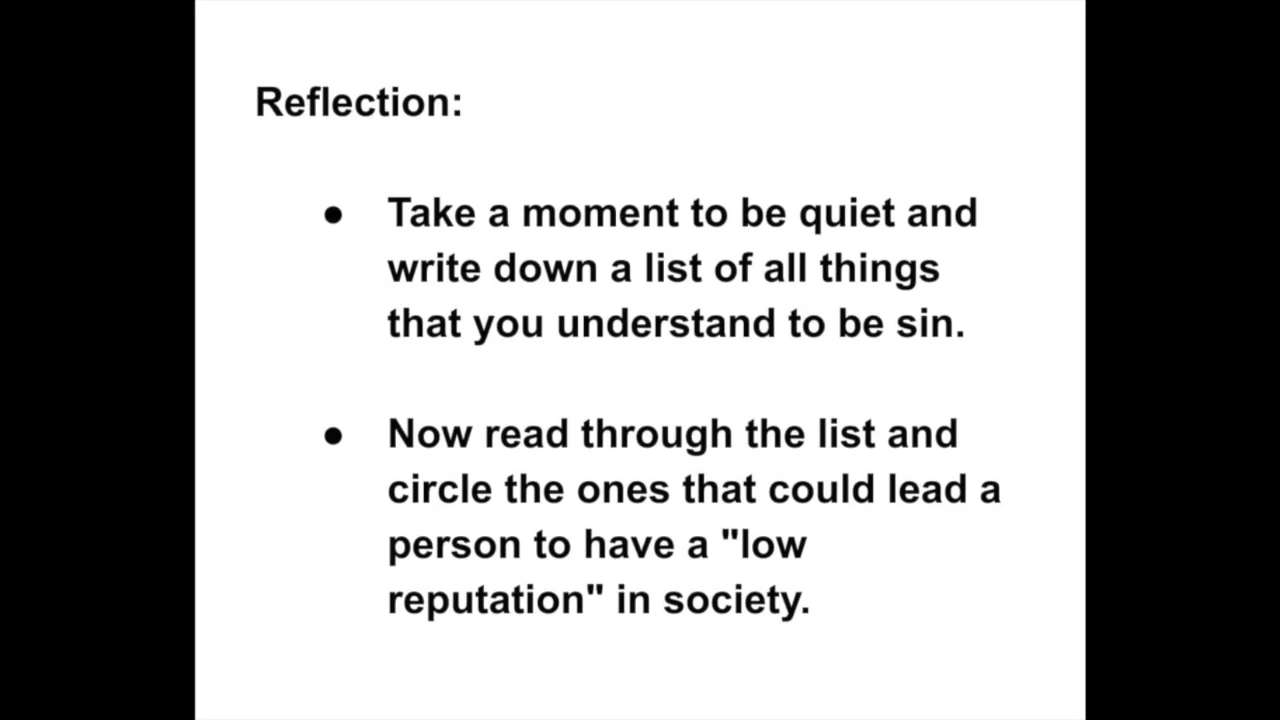 Reflection:
● Take a moment to be quiet and
write down a list of all things
that you understand to be sin.
● Now read through the list and
circle the ones that could lead a
person to have a "low
reputation" in society.